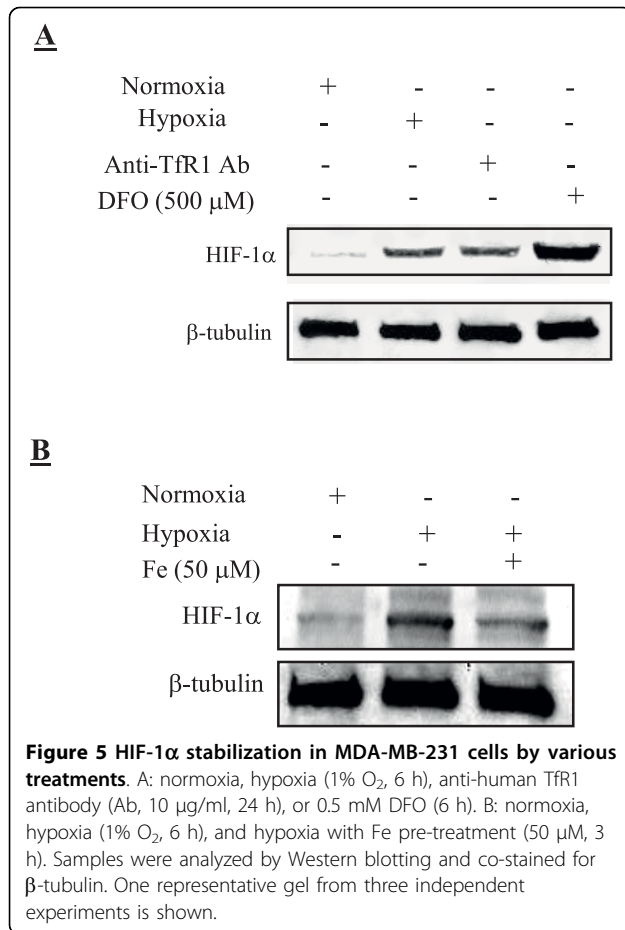 A
Normoxia + - - -
Hypoxia - + - -
Anti-TfR1 Ab - - + -
DFO (500 μM) - - - +
HIF-1α
β-tubulin
B
Normoxia + - -
Hypoxia - + +
Fe (50 μM) - - +
HIF-1α
β-tubulin
Figure 5 HIF-1α stabilization in MDA-MB-231 cells by various
treatments. A: normoxia, hypoxia (1% O₂, 6 h), anti-human TfR1
antibody (Ab, 10 μg/ml, 24 h), or 0.5 mM DFO (6 h). B: normoxia,
hypoxia (1% O₂, 6 h), and hypoxia with Fe pre-treatment (50 μM, 3
h). Samples were analyzed by Western blotting and co-stained for
β-tubulin. One representative gel from three independent
experiments is shown.